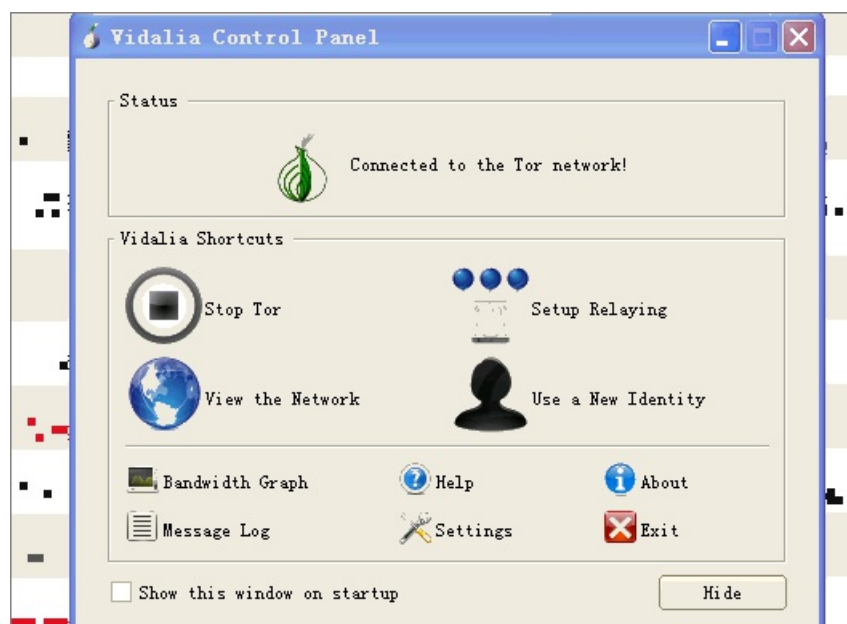 Vidalia Control Panel
Status
Connected to the Tor network!
Vidalia Shortcuts
Stop Tor
Setup Relaying
View the Network
Use a New Identity
Bandwidth Graph
Help
About
Message Log
Settings
Exit
Show this window on startup
Hide